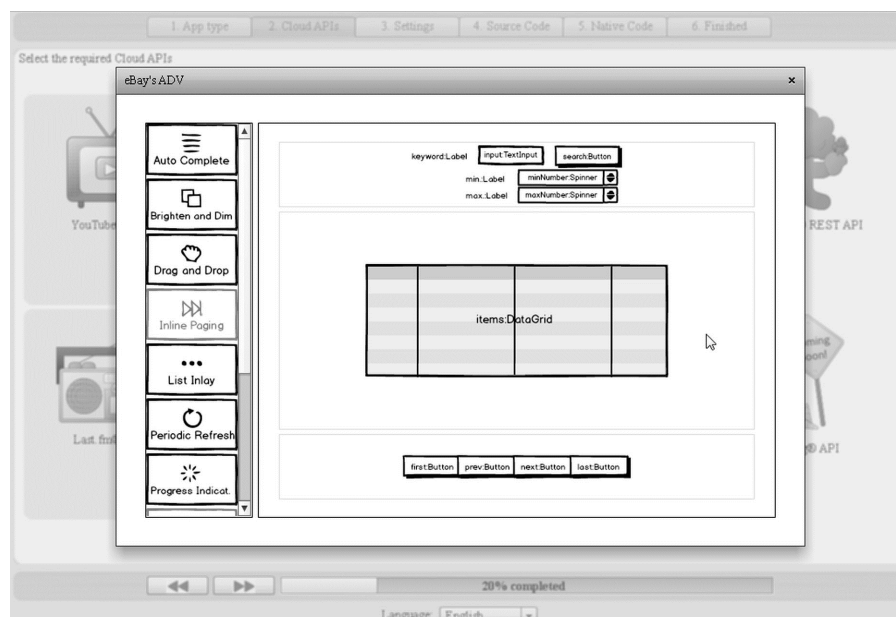 1. App type 2. Cloud APIs 3. Settings 4. Source Code 5. Native Code 6. Finished
Select the required Cloud APIs
eBay's ADV
Auto Complete
Brighten and Dim
Drag and Drop
Inline Paging
List Inlay
Periodic Refresh
Progress Indicat.
keyword:Label input:TextInput search:Button
min:Label minNumber:Spinner
max:Label maxNumber:Spinner
items:DataGrid
first:Button prev:Button next:Button last:Button
YouTube
REST API
Last.fm
API
20% completed
Language: English